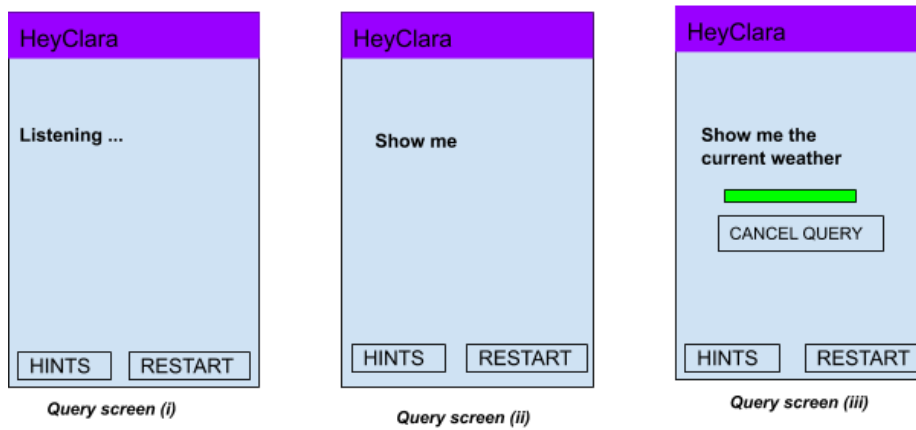 HeyClara
Listening ...
HINTS RESTART
Query screen (i)
HeyClara
Show me
HINTS RESTART
Query screen (ii)
HeyClara
Show me the
current weather
CANCEL QUERY
HINTS RESTART
Query screen (iii)